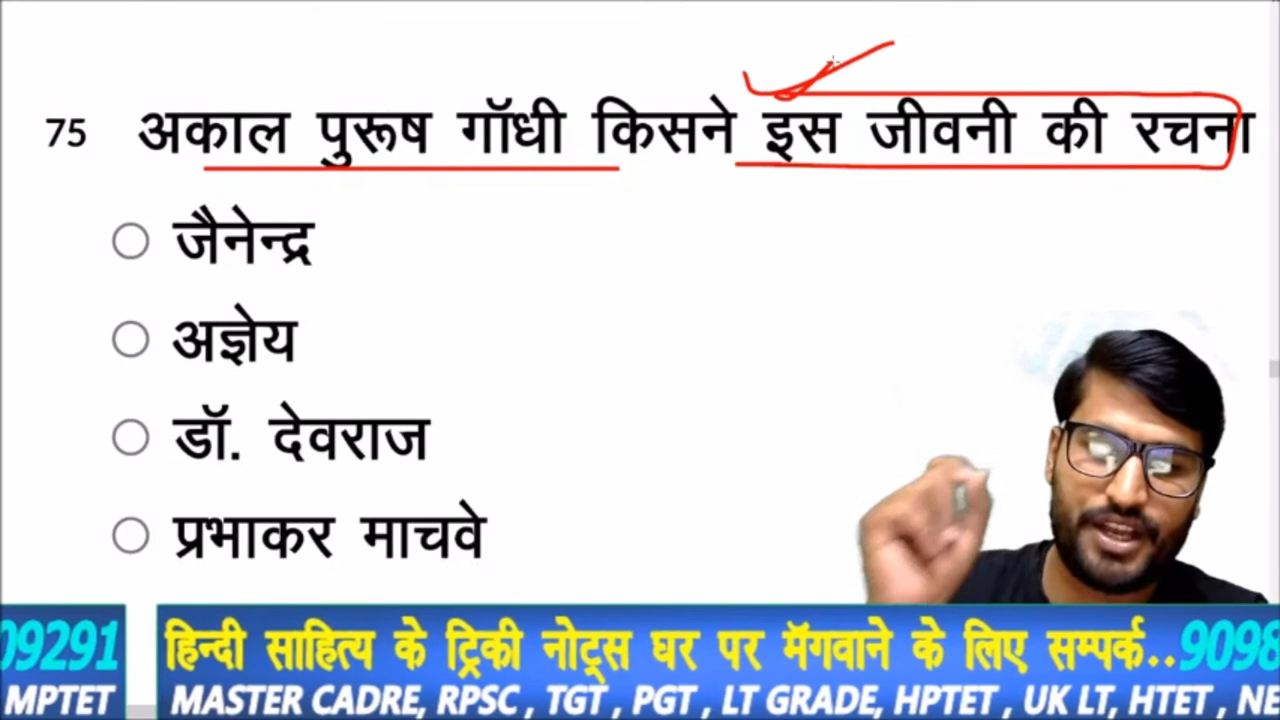 75 अकाल पुरूष गाॅधी किसने इस जीवनी की रचना
जैनेन्द्र
अज्ञेय
डॉ. देवराज
प्रभाकर माचवे
09291 हिन्दी साहित्य के ट्रिकी नोट्स घर पर मॅगवाने के लिए सम्पर्क..9098
MPTET MASTER CADRE, RPSC , TGT , PGT , LT GRADE, HPTET , UK LT, HTET , NE